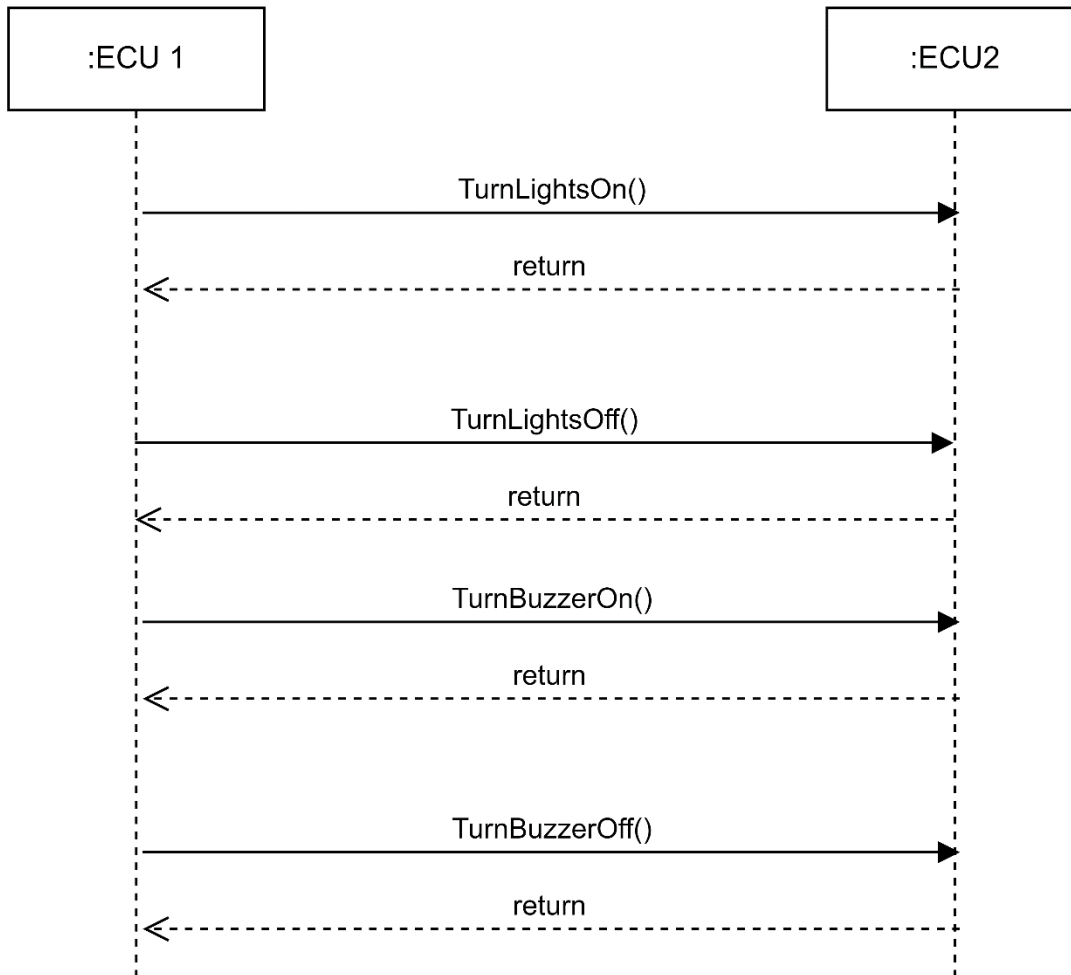 :ECU 1
:ECU2
TurnLightsOn()
return
TurnLightsOff()
return
TurnBuzzerOn()
return
TurnBuzzerOff()
return